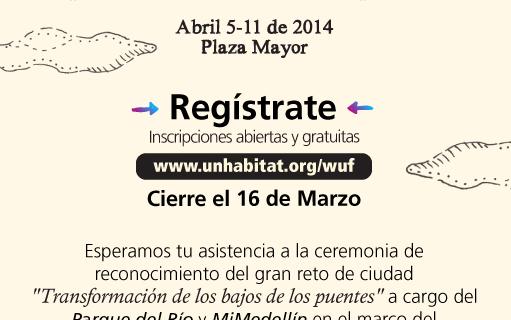 Abril 5-11 de 2014
Plaza Mayor
Regístrate
Inscripciones abiertas y gratuitas
www.unhabitat.org/wuf
Cierre el 16 de Marzo
Esperamos tu asistencia a la ceremonia de
reconocimiento del gran reto de ciudad
"Transformación de los bajos de los puentes" a cargo del
Parque del Río y MiMedellín en el marco del